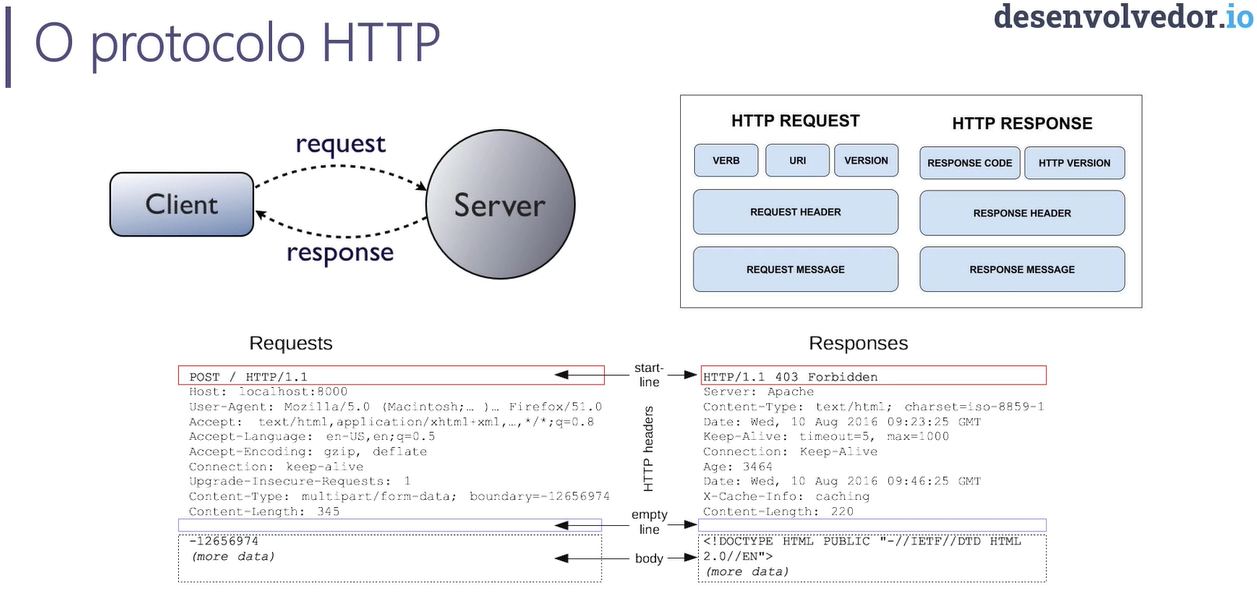 O protocolo HTTP
desenvolvedor.io
request
Client
Server
response
HTTP REQUEST
VERB
URI
VERSION
REQUEST HEADER
REQUEST MESSAGE
HTTP RESPONSE
RESPONSE CODE
HTTP VERSION
RESPONSE HEADER
RESPONSE MESSAGE
Requests
POST / HTTP/1.1
Host: localhost:8000
User-Agent: Mozilla/5.0 (Macintosh;… )… Firefox/51.0
Accept: text/html,application/xhtml+xml,…,*/*;q=0.8
Accept-Language: en-US,en;q=0.5
Accept-Encoding: gzip, deflate
Connection: keep-alive
Upgrade-Insecure-Requests: 1
Content-Type: multipart/form-data; boundary=-12656974
Content-Length: 345
-12656974
(more data)
start-
line
HTTP headers
empty
line
body
Responses
HTTP/1.1 403 Forbidden
Server: Apache
Content-Type: text/html; charset=iso-8859-1
Date: Wed, 10 Aug 2016 09:23:25 GMT
Keep-Alive: timeout=5, max=1000
Connection: Keep-Alive
Age: 3464
Date: Wed, 10 Aug 2016 09:46:25 GMT
X-Cache-Info: caching
Content-Length: 220
<!DOCTYPE HTML PUBLIC "-//IETF//DTD HTML
2.0//EN">
(more data)